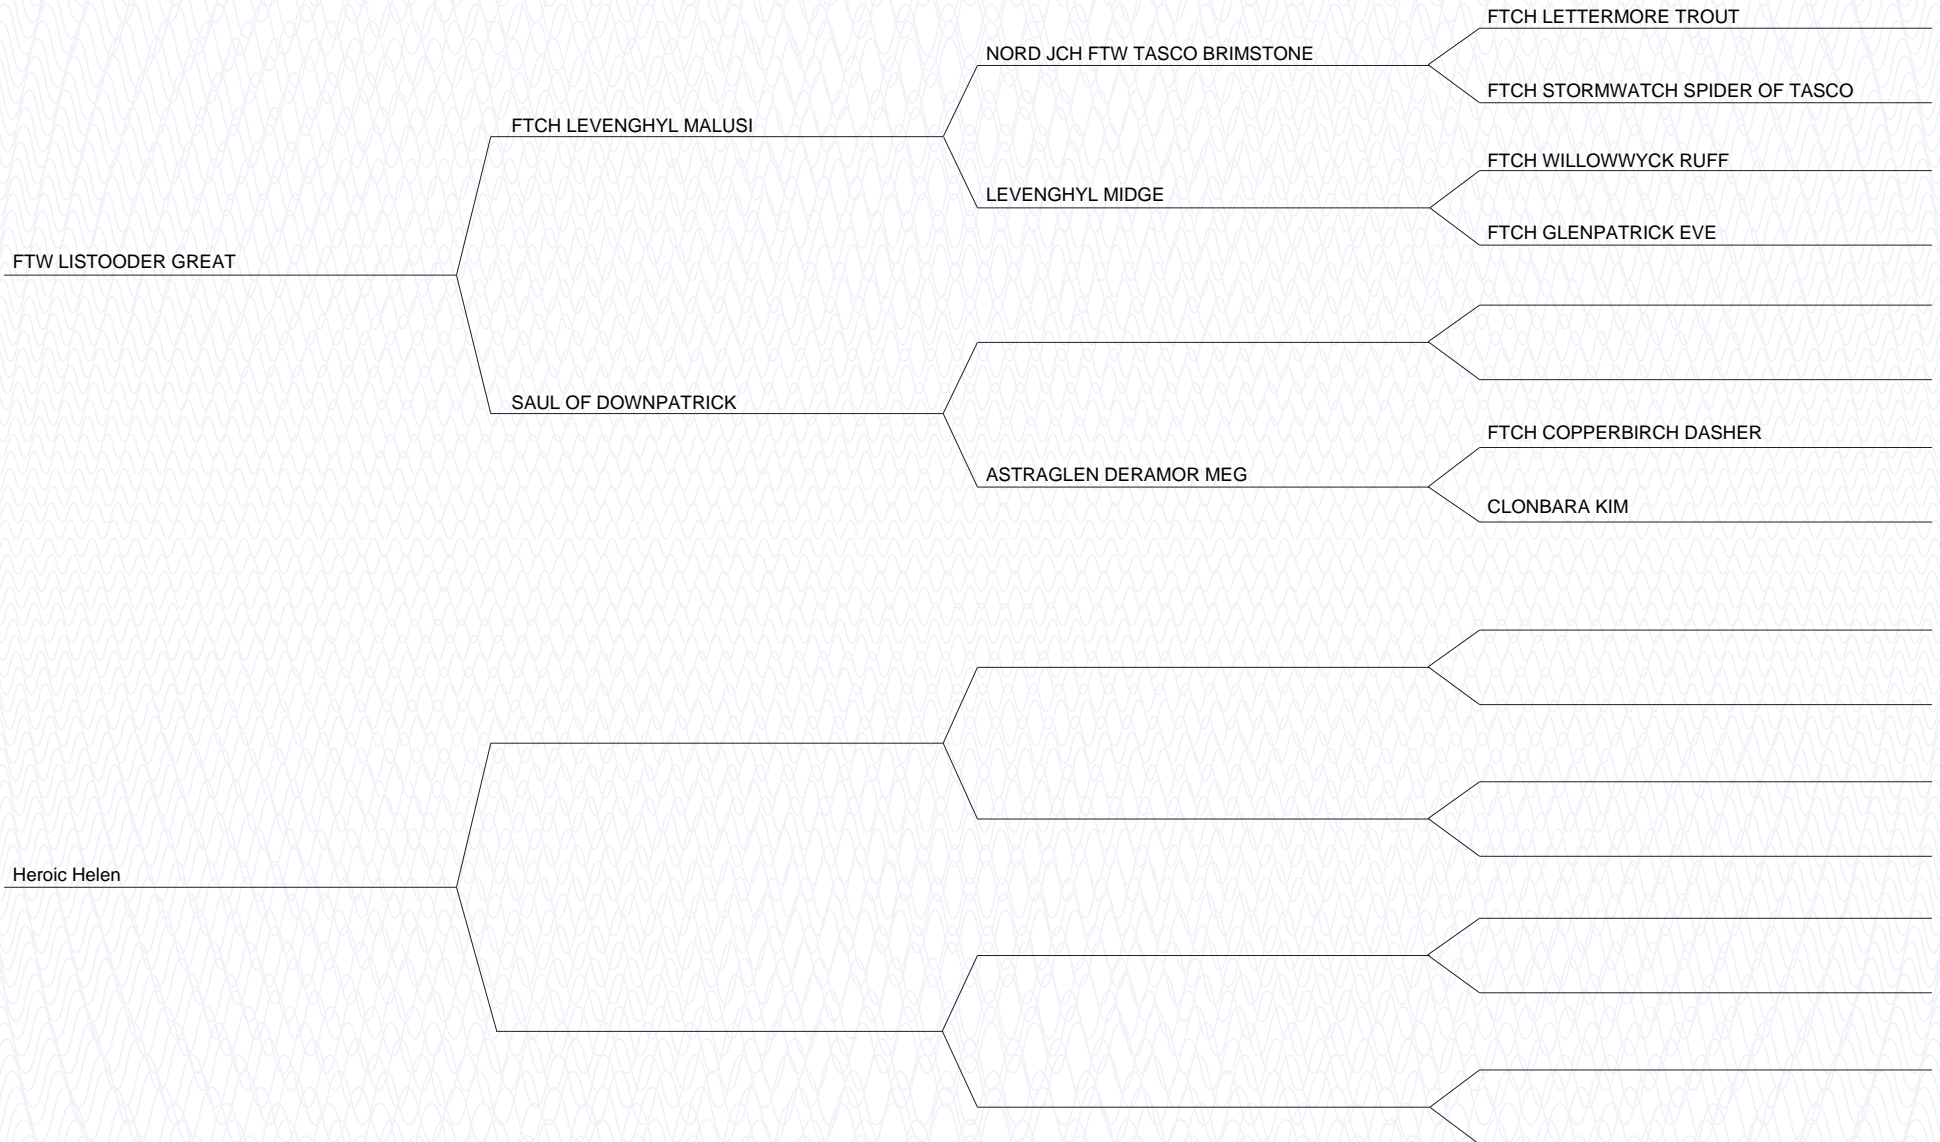 FTCH LETTERMORE TROUT
NORD JCH FTW TASCO BRIMSTONE
FTCH STORMWATCH SPIDER OF TASCO
FTCH LEVENGHYL MALUSI
FTCH WILLOWWYCK RUFF
LEVENGHYL MIDGE
FTCH GLENPATRICK EVE
FTW LISTOODER GREAT
SAUL OF DOWNPATRICK
FTCH COPPERBIRCH DASHER
ASTRAGLEN DERAMOR MEG
CLONBARA KIM
Heroic Helen